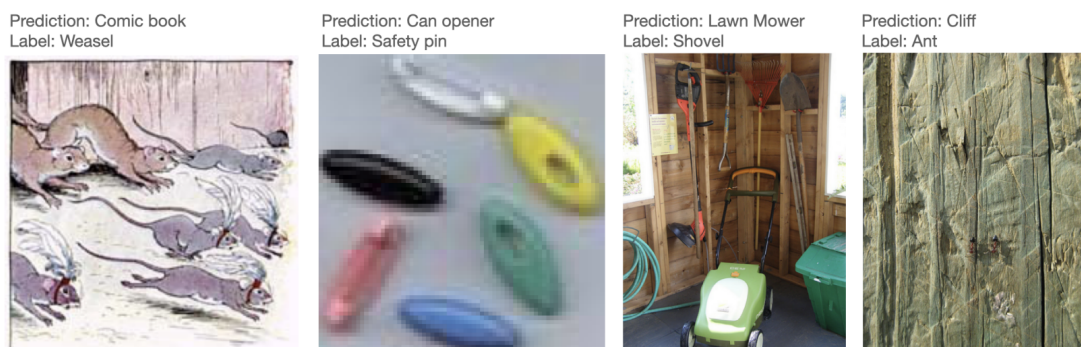 Prediction: Comic book
Label: Weasel
Prediction: Can opener
Label: Safety pin
Prediction: Lawn Mower
Label: Shovel
Prediction: Cliff
Label: Ant